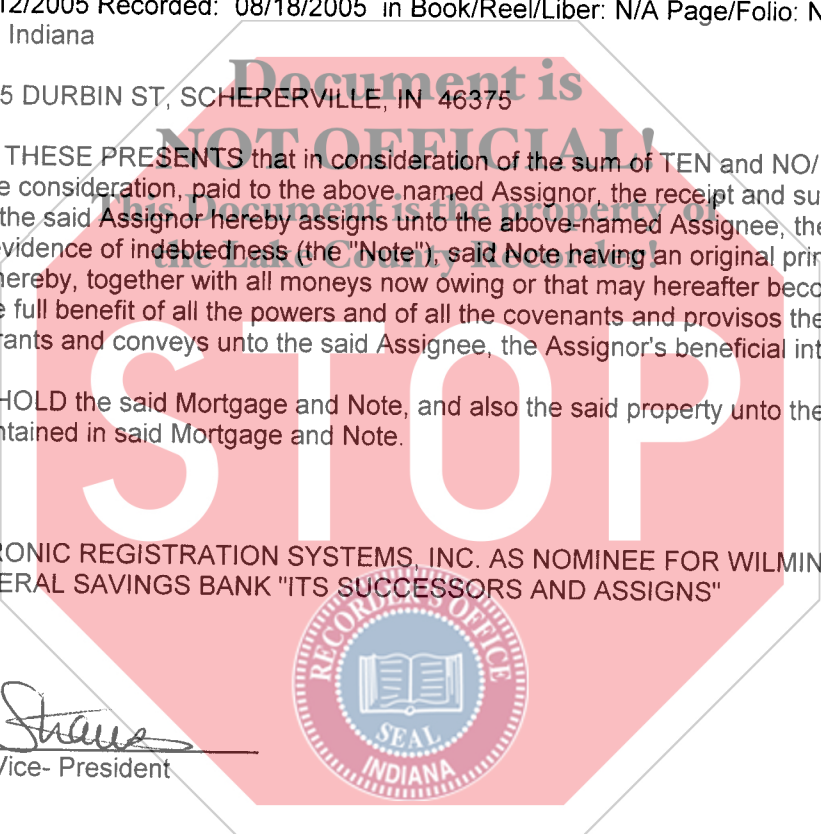 12/2005 Recorded: 08/18/2005 in Book/Reel/Liber: N/A Page/Folio: N
Indiana
5 DURBIN ST, SCHERERVILLE, IN 46375
Document is
NOT OFFICIAL!
This Document is the property of
the Lake County Recorder!
THESE PRESENTS that in consideration of the sum of TEN and NO/
e consideration, paid to the above named Assignor, the receipt and su
the said Assignor hereby assigns unto the above-named Assignee, the
vidence of indebtedness (the "Note"), said Note having an original prin
hereby, together with all moneys now owing or that may hereafter beco
e full benefit of all the powers and of all the covenants and provisos the
rants and conveys unto the said Assignee, the Assignor's beneficial int
STOP
HOLD the said Mortgage and Note, and also the said property unto the
ntained in said Mortgage and Note.
RONIC REGISTRATION SYSTEMS, INC. AS NOMINEE FOR WILMIN
ERAL SAVINGS BANK "ITS SUCCESSORS AND ASSIGNS"
RECORDER'S OFFICE
SEAL
INDIANA
Vice- President